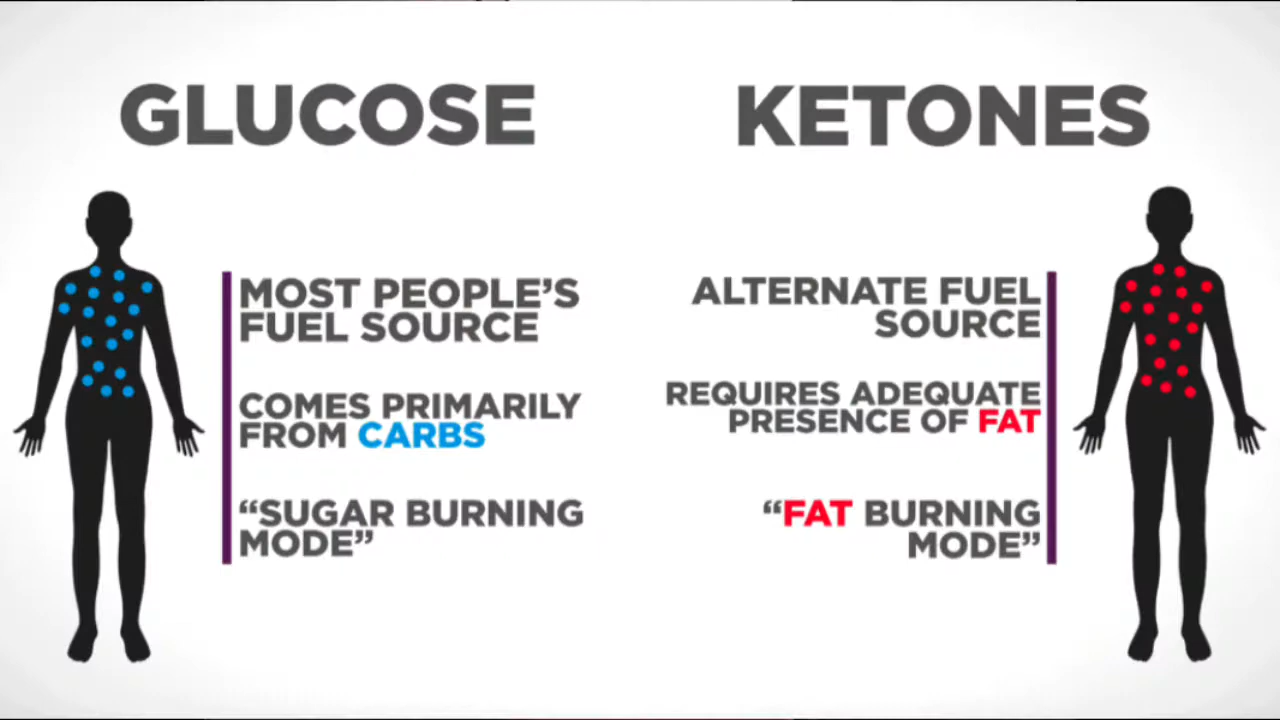 GLUCOSE
MOST PEOPLE’S
FUEL SOURCE
COMES PRIMARILY
FROM CARBS
“SUGAR BURNING
MODE”
KETONES
ALTERNATE FUEL
SOURCE
REQUIRES ADEQUATE
PRESENCE OF FAT
“FAT BURNING
MODE”